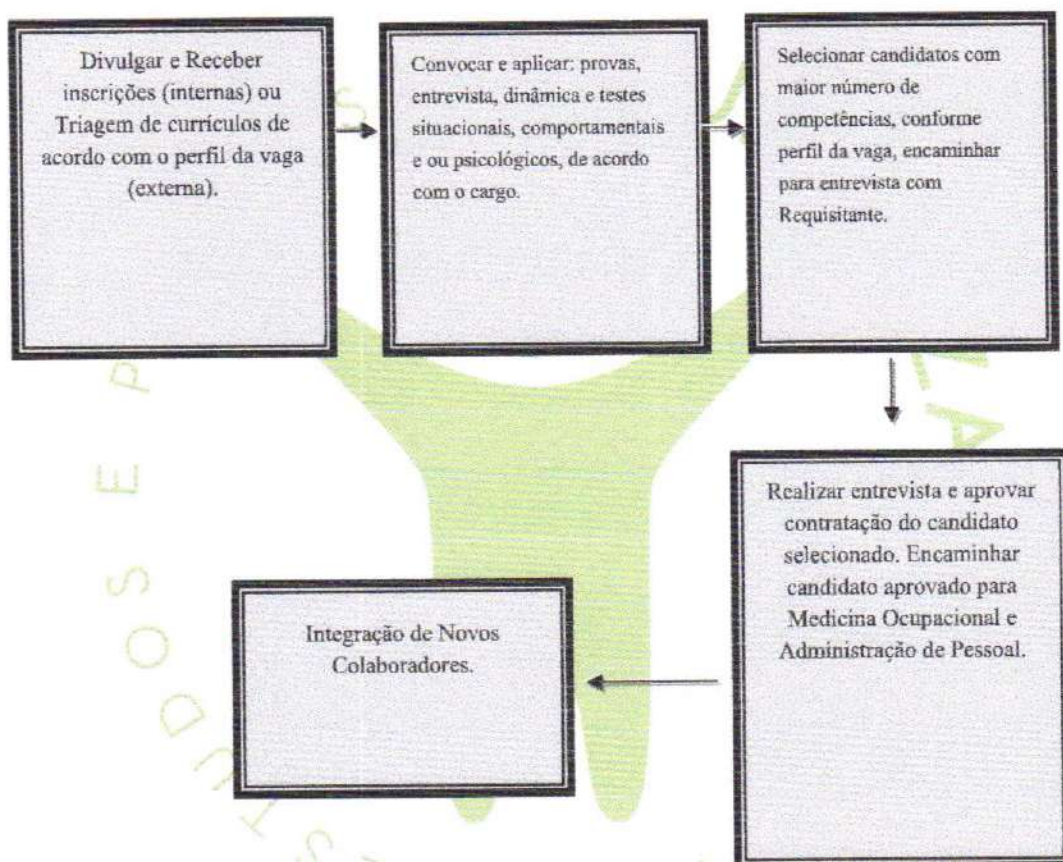 Divulgar e Receber
inscrições (internas) ou
Triagem de currículos de
acordo com o perfil da vaga
(externa).
Convocar e aplicar: provas,
entrevista, dinâmica e testes
situacionais, comportamentais
e ou psicológicos, de acordo
com o cargo.
Selecionar candidatos com
maior número de
competências, conforme
perfil da vaga, encaminhar
para entrevista com
Requisitante.
Realizar entrevista e aprovar
contratação do candidato
selecionado. Encaminhar
candidato aprovado para
Medicina Ocupacional e
Administração de Pessoal.
Integração de Novos
Colaboradores.